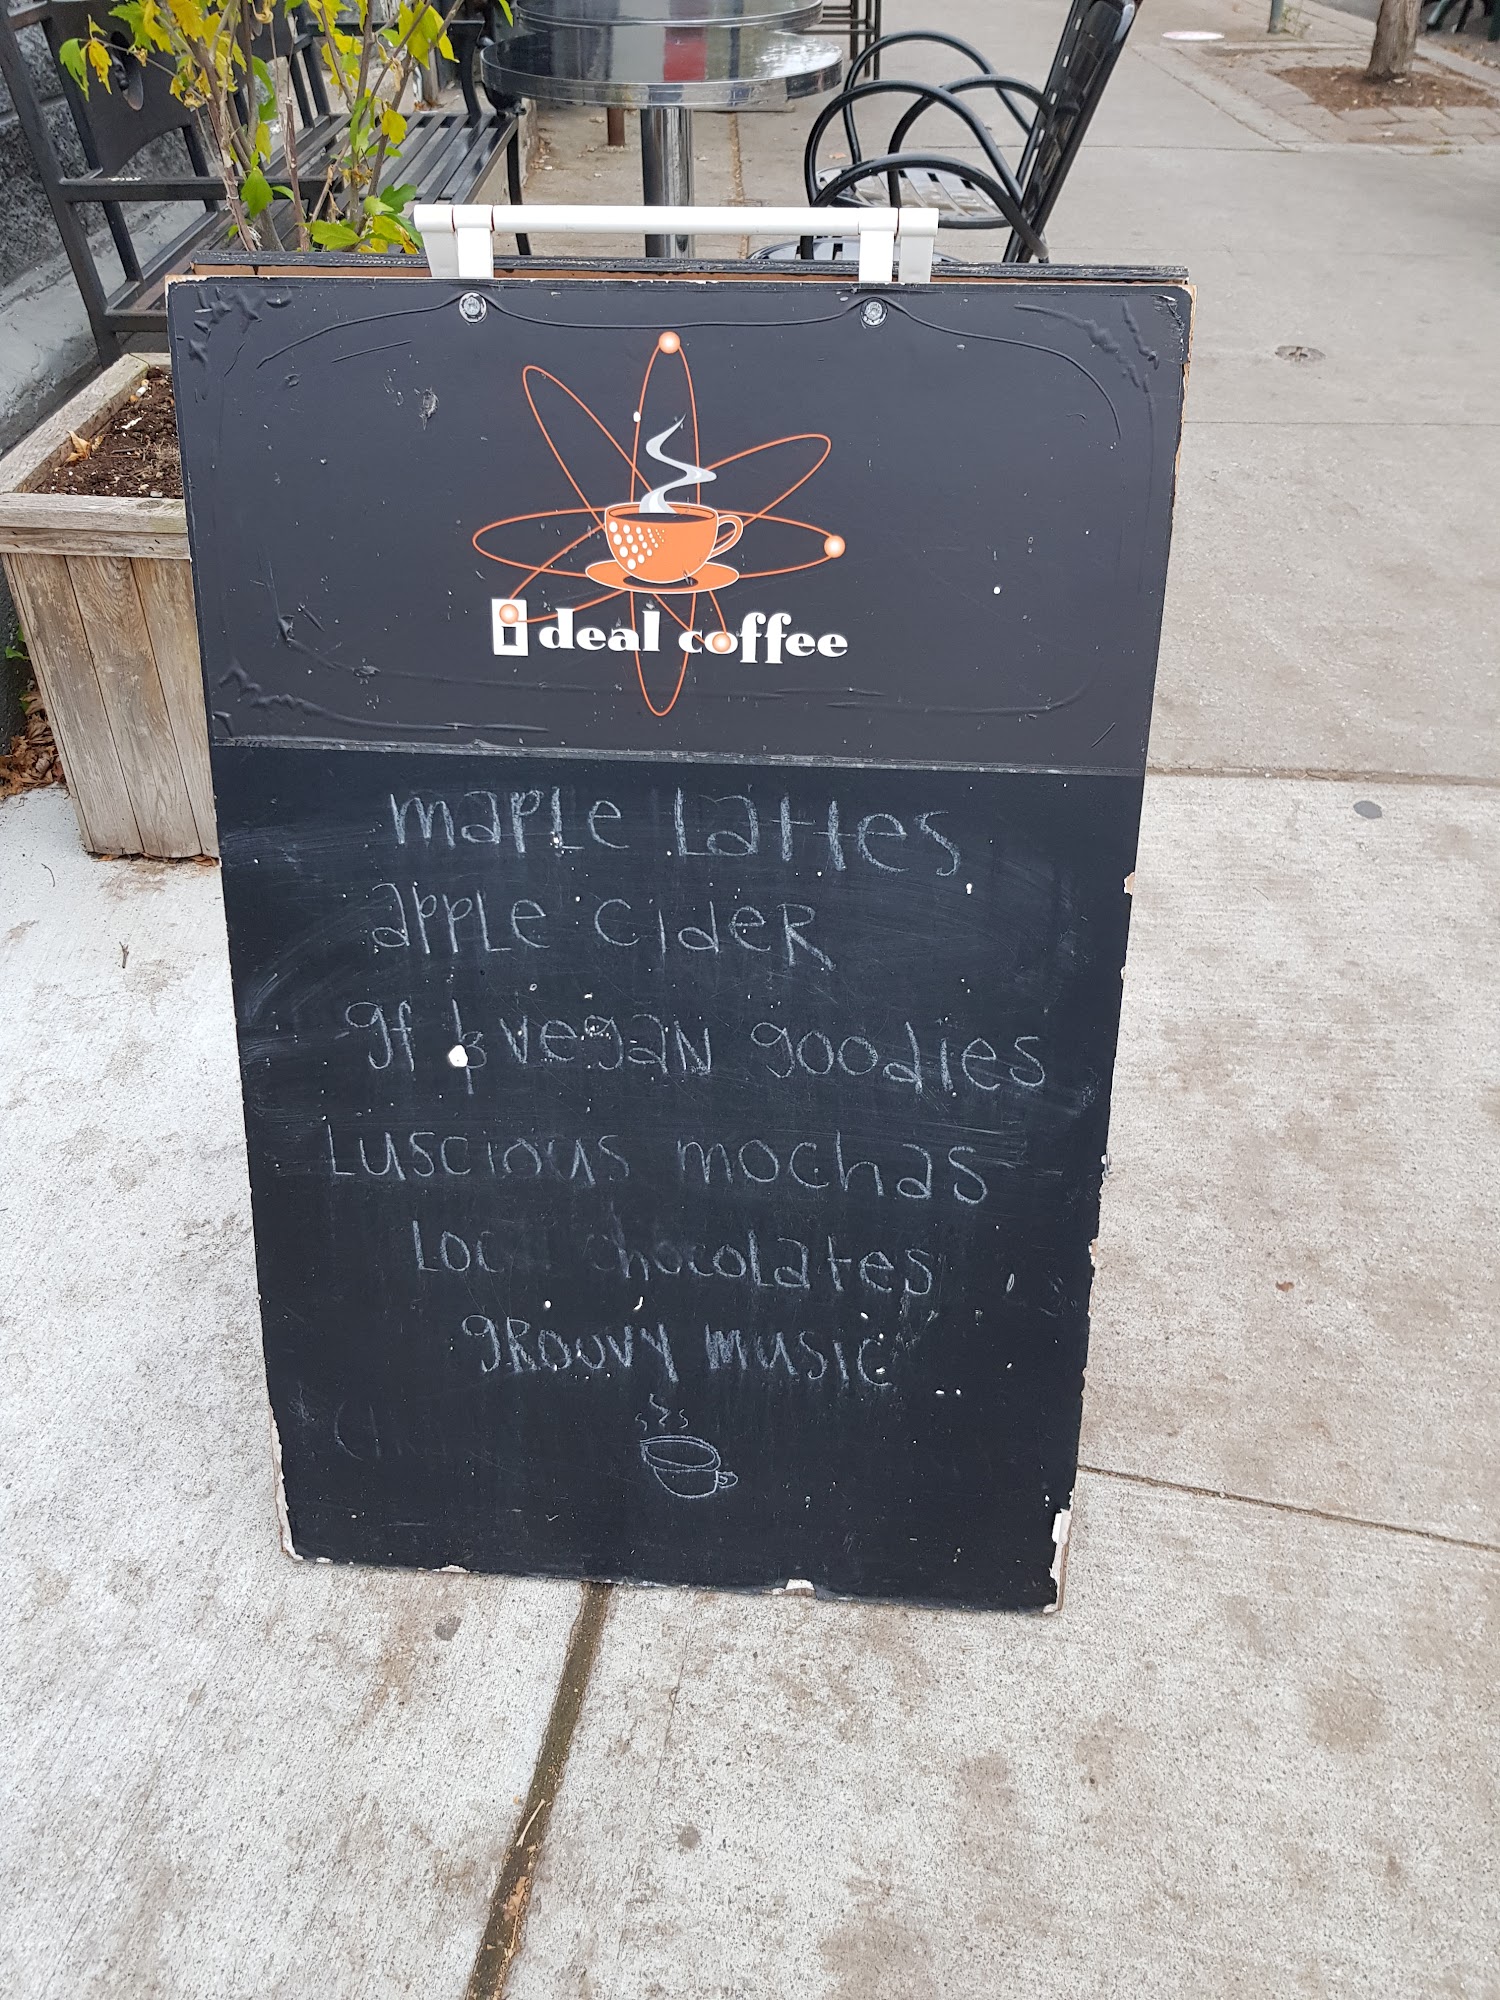 ideal coffee
maple Lattes
apple cider
gf & vegan goodies
Luscious mochas
chocolates
groovy music